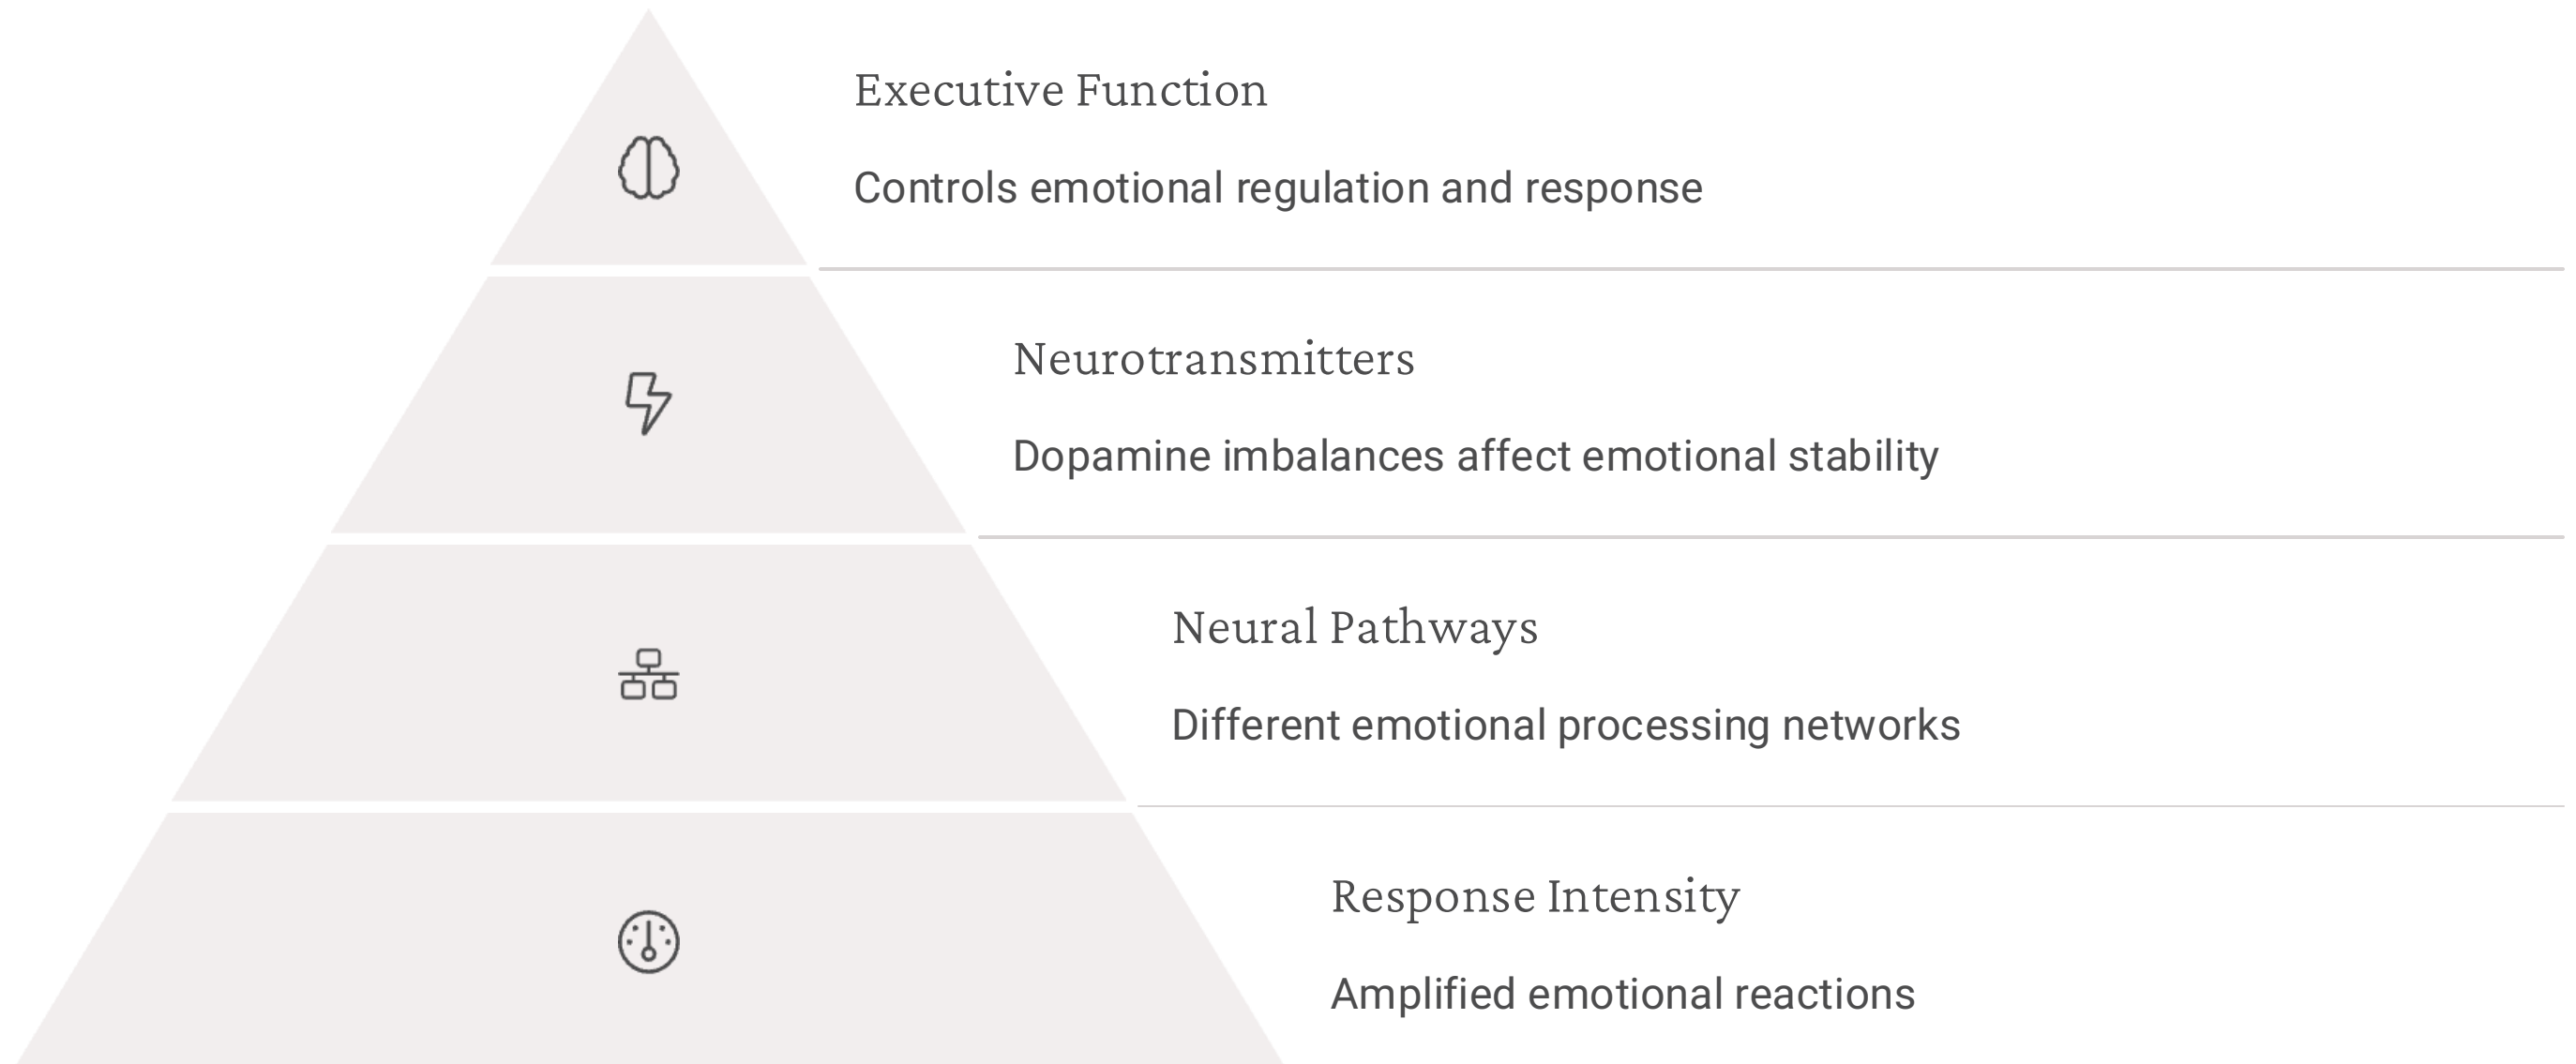 Executive Function
Controls emotional regulation and response
Neurotransmitters
Dopamine imbalances affect emotional stability
Neural Pathways
Different emotional processing networks
Response Intensity
Amplified emotional reactions